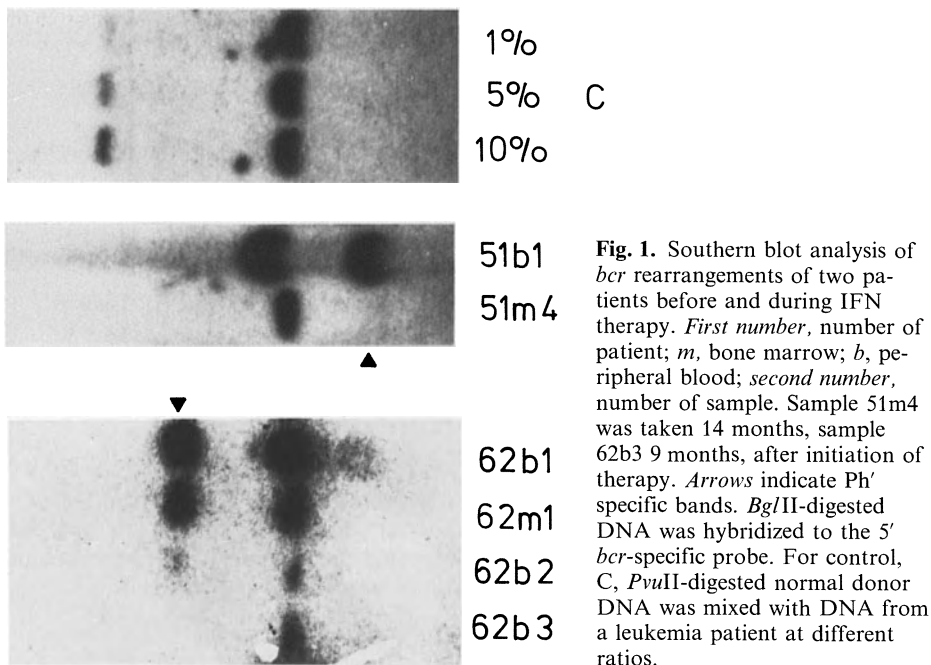 1%
5% C
10%
51b1
51m4
62b1
62m1
62b2
62b3
Fig. 1. Southern blot analysis of
bcr rearrangements of two pa-
tients before and during IFN
therapy. First number, number of
patient; m, bone marrow; b, pe-
ripheral blood; second number,
number of sample. Sample 51m4
was taken 14 months, sample
62b3 9 months, after initiation of
therapy. Arrows indicate Ph′
specific bands. BglII-digested
DNA was hybridized to the 5′
bcr-specific probe. For control,
C, PvuII-digested normal donor
DNA was mixed with DNA from
a leukemia patient at different
ratios.